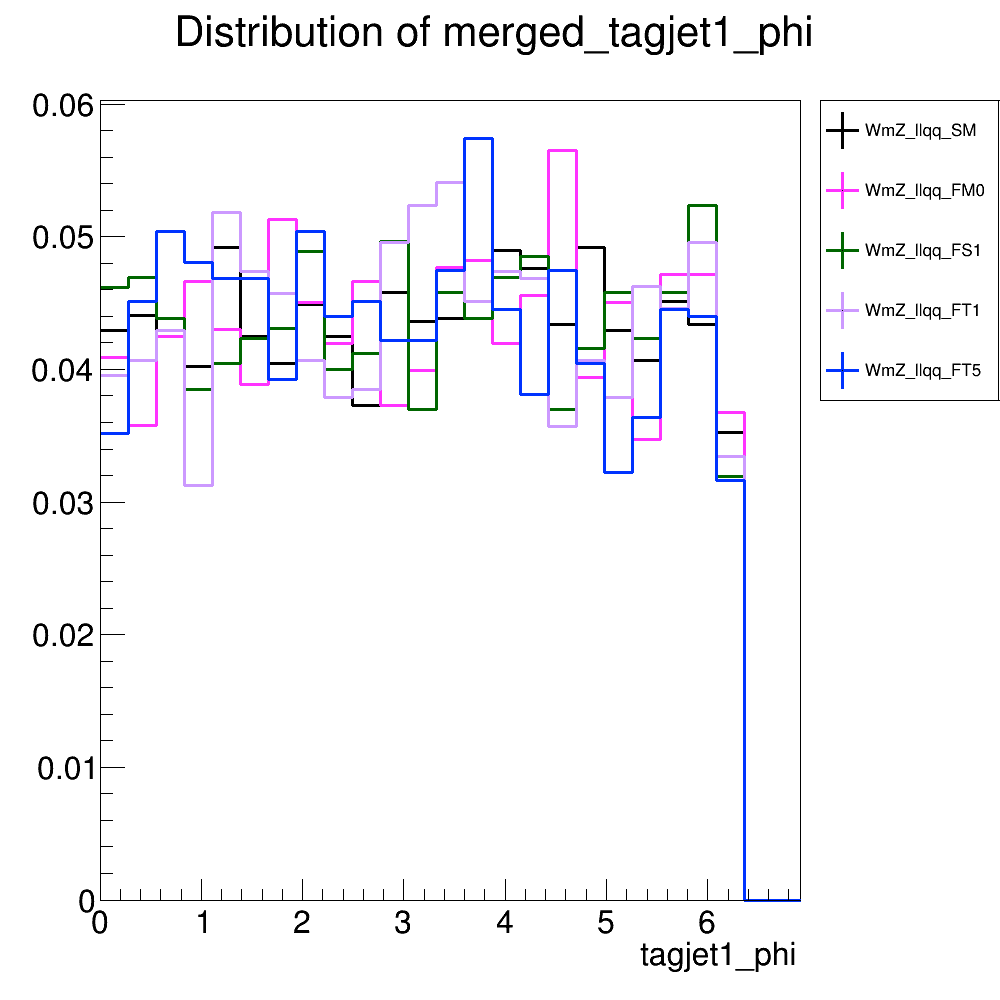 Distribution of merged_tagjet1_phi
0.06
0.05
0.04
0.03
0.02
0.01
0
0 1 2 3 4 5 6
tagjet1_phi
WmZ_llqq_SM
WmZ_llqq_FM0
WmZ_llqq_FS1
WmZ_llqq_FT1
WmZ_llqq_FT5